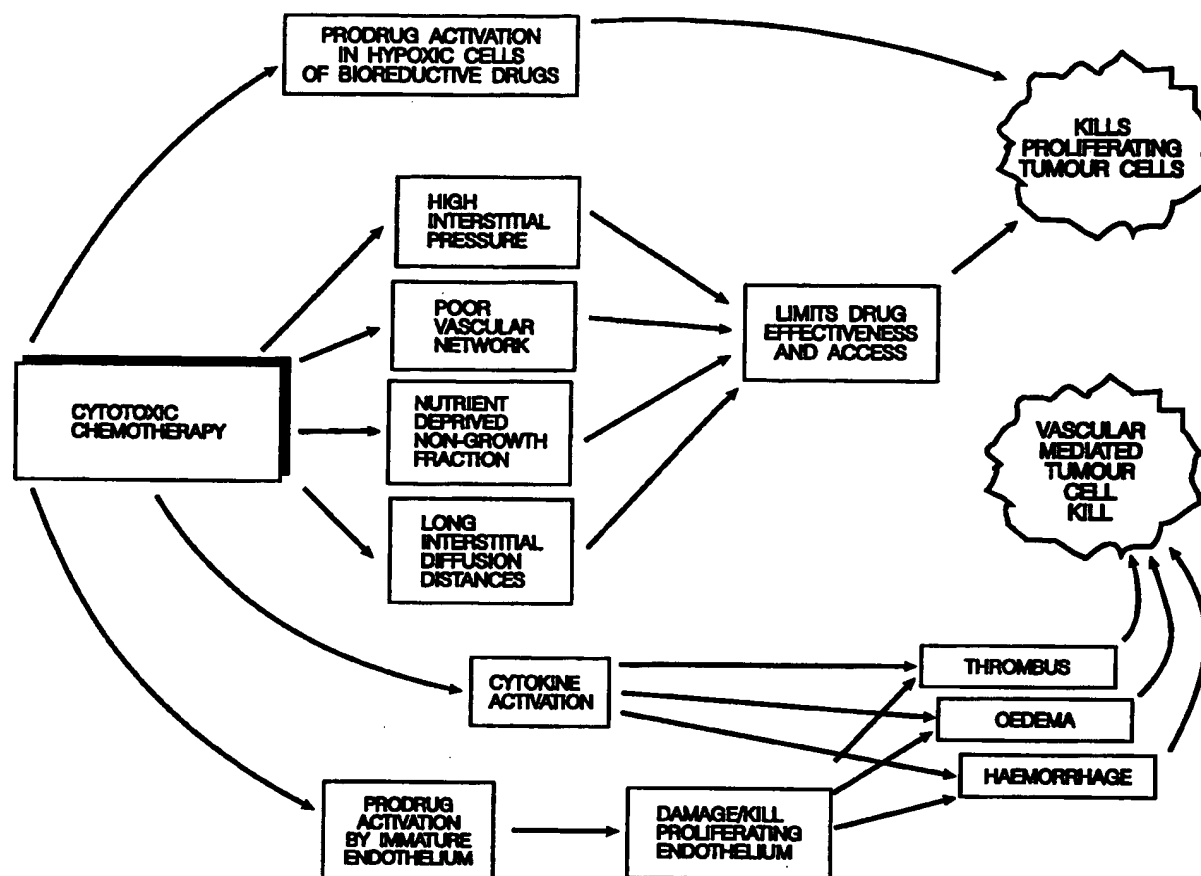 PRODRUG ACTIVATION
IN HYPOXIC CELLS
OF BIOREDUCTIVE DRUGS
KILLS
PROLIFERATING
TUMOUR CELLS
HIGH
INTERSTITIAL
PRESSURE
POOR
VASCULAR
NETWORK
LIMITS DRUG
EFFECTIVENESS
AND ACCESS
CYTOTOXIC
CHEMOTHERAPY
NUTRIENT
DEPRIVED
NON-GROWTH
FRACTION
VASCULAR
MEDIATED
TUMOUR
CELL
KILL
LONG
INTERSTITIAL
DIFFUSION
DISTANCES
CYTOKINE
ACTIVATION
THROMBUS
OEDEMA
HAEMORRHAGE
PRODRUG
ACTIVATION
BY IMMATURE
ENDOTHELIUM
DAMAGE/KILL
PROLIFERATING
ENDOTHELIUM